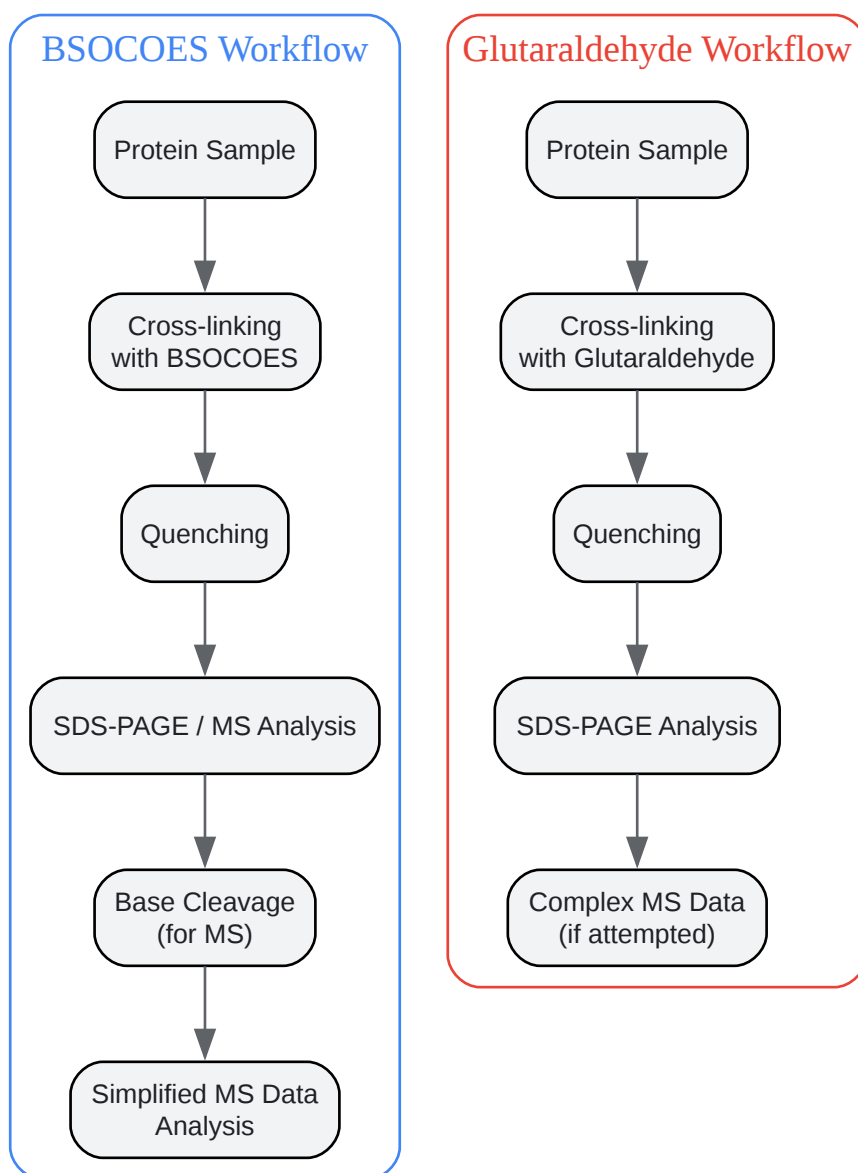 BSOCOES Workflow
Protein Sample
Cross-linking
with BSOCOES
Quenching
SDS-PAGE / MS Analysis
Base Cleavage
(for MS)
Simplified MS Data
Analysis
Glutaraldehyde Workflow
Protein Sample
Cross-linking
with Glutaraldehyde
Quenching
SDS-PAGE Analysis
Complex MS Data
(if attempted)